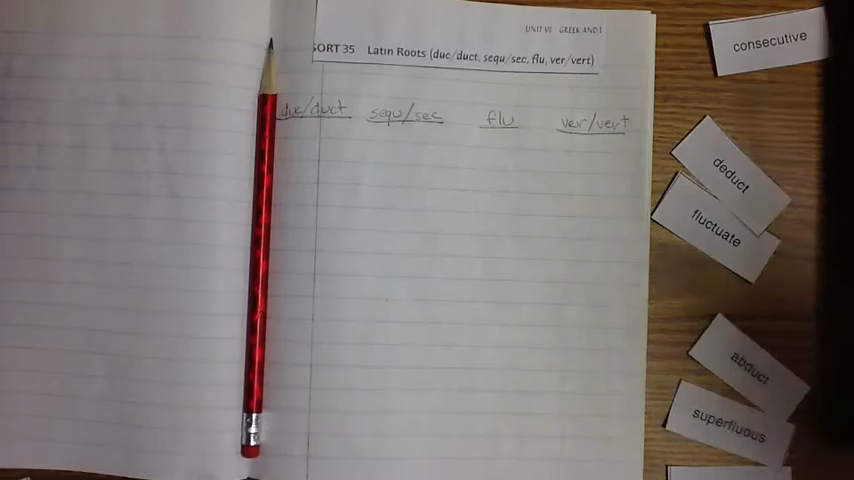 UNIT VI GREEK AND
SORT 35 Latin Roots (duc/duct, sequ/sec, flu, ver/vert)
duc/duct sequ/sec flu ver/vert
consecutive
deduct
fluctuate
abduct
superfluous